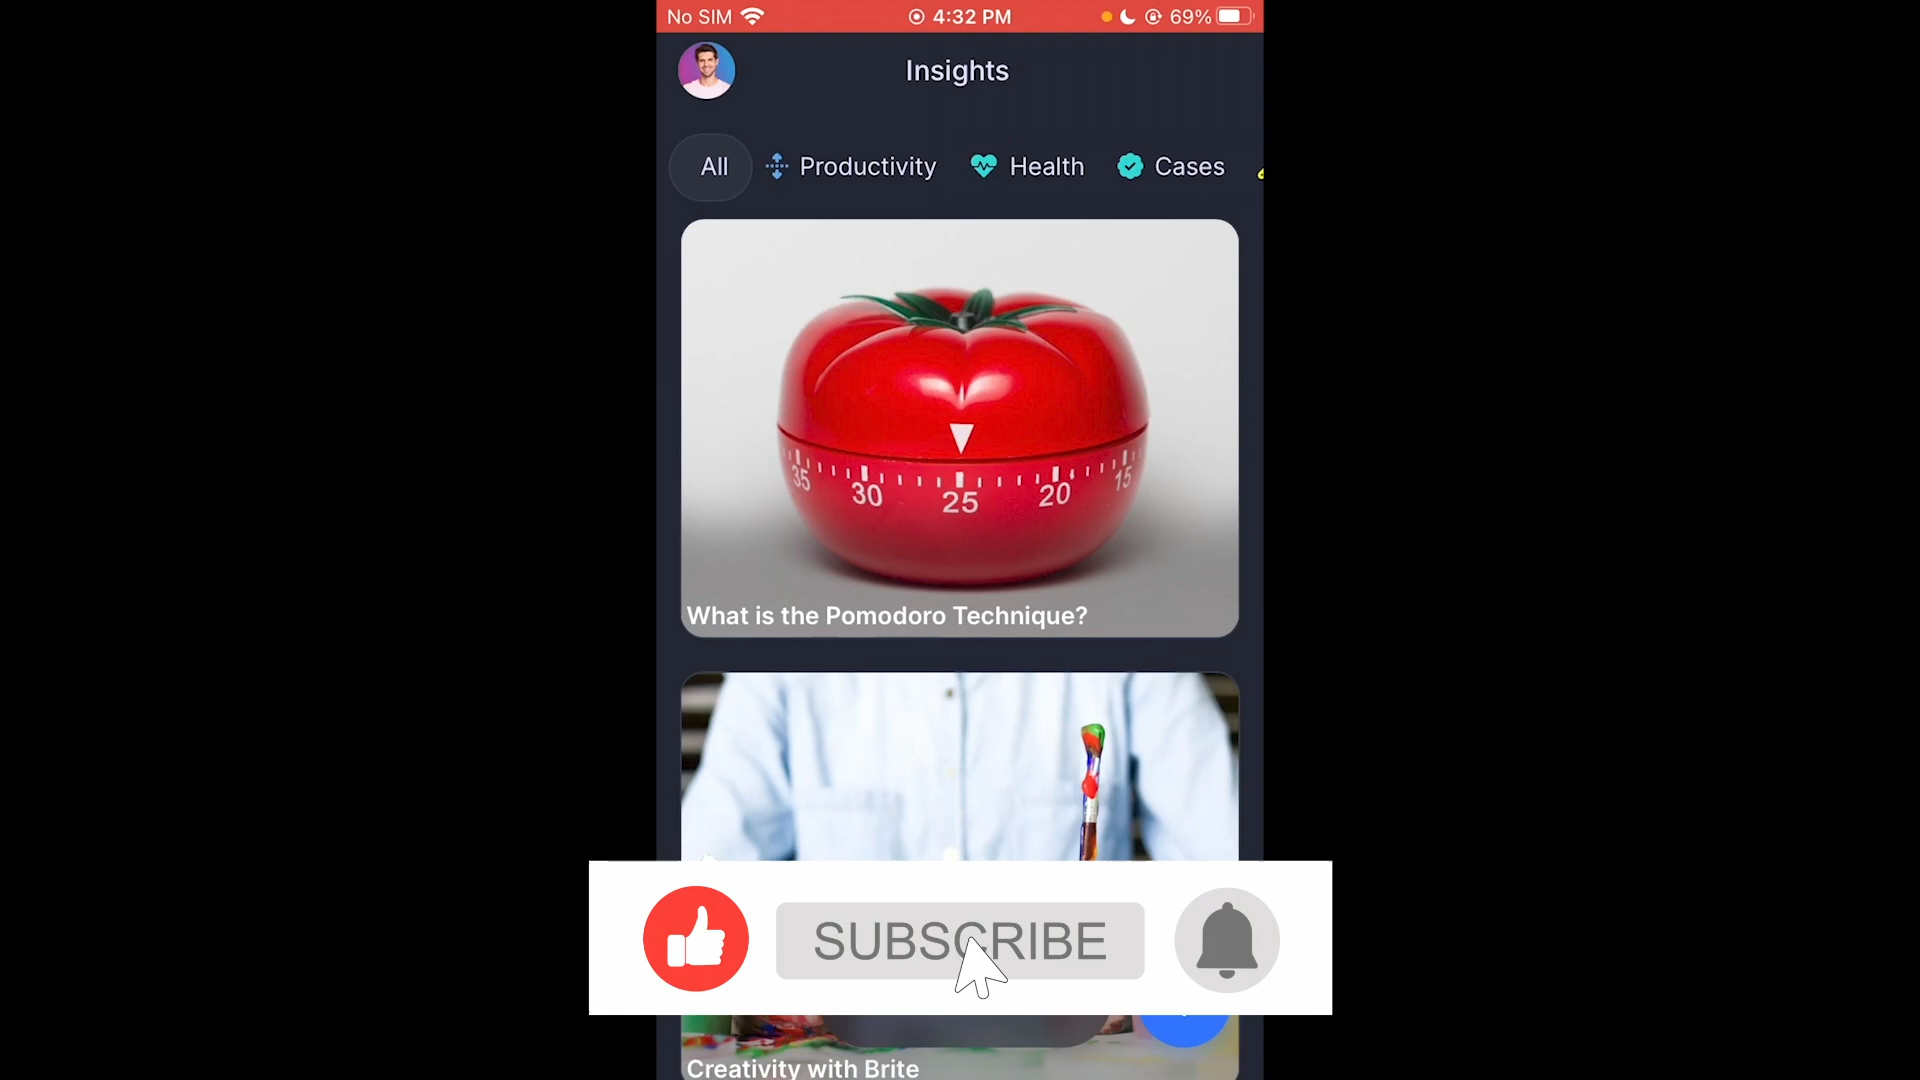 No SIM 4:32 PM 69%
Insights
All Productivity Health Cases
35 30 25 20 15
What is the Pomodoro Technique?
SUBSCRIBE
Creativity with Brite